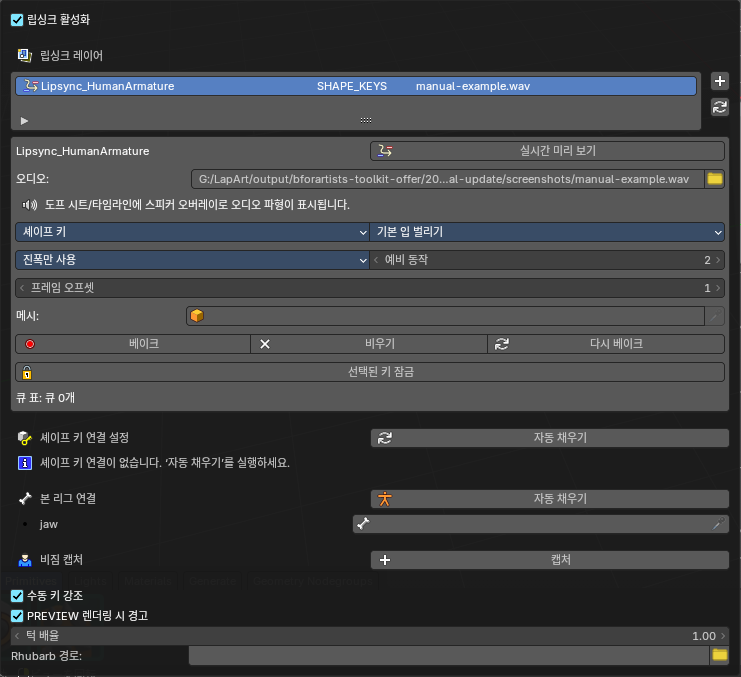 립싱크 활성화
립싱크 레이어
Lipsync_HumanArmature SHAPE_KEYS manual-example.wav
Lipsync_HumanArmature 실시간 미리 보기
오디오: G:/LapArt/output/bforartists-toolkit-offer/20...al-update/screenshots/manual-example.wav
도프 시트/타임라인에 스피커 오버레이로 오디오 파형이 표시됩니다.
셰이프 키 기본 입 벌리기
진폭만 사용 예비 동작 2
프레임 오프셋 1
메시:
베이크 비우기 다시 베이크
선택된 키 잠금
큐 표: 큐 0개
셰이프 키 연결 설정 자동 채우기
셰이프 키 연결이 없습니다. '자동 채우기'를 실행하세요.
본 리그 연결 자동 채우기
jaw
비짐 캡처 캡처
수동 키 강조
PREVIEW 렌더링 시 경고
턱 배율 1.00
Rhubarb 경로: